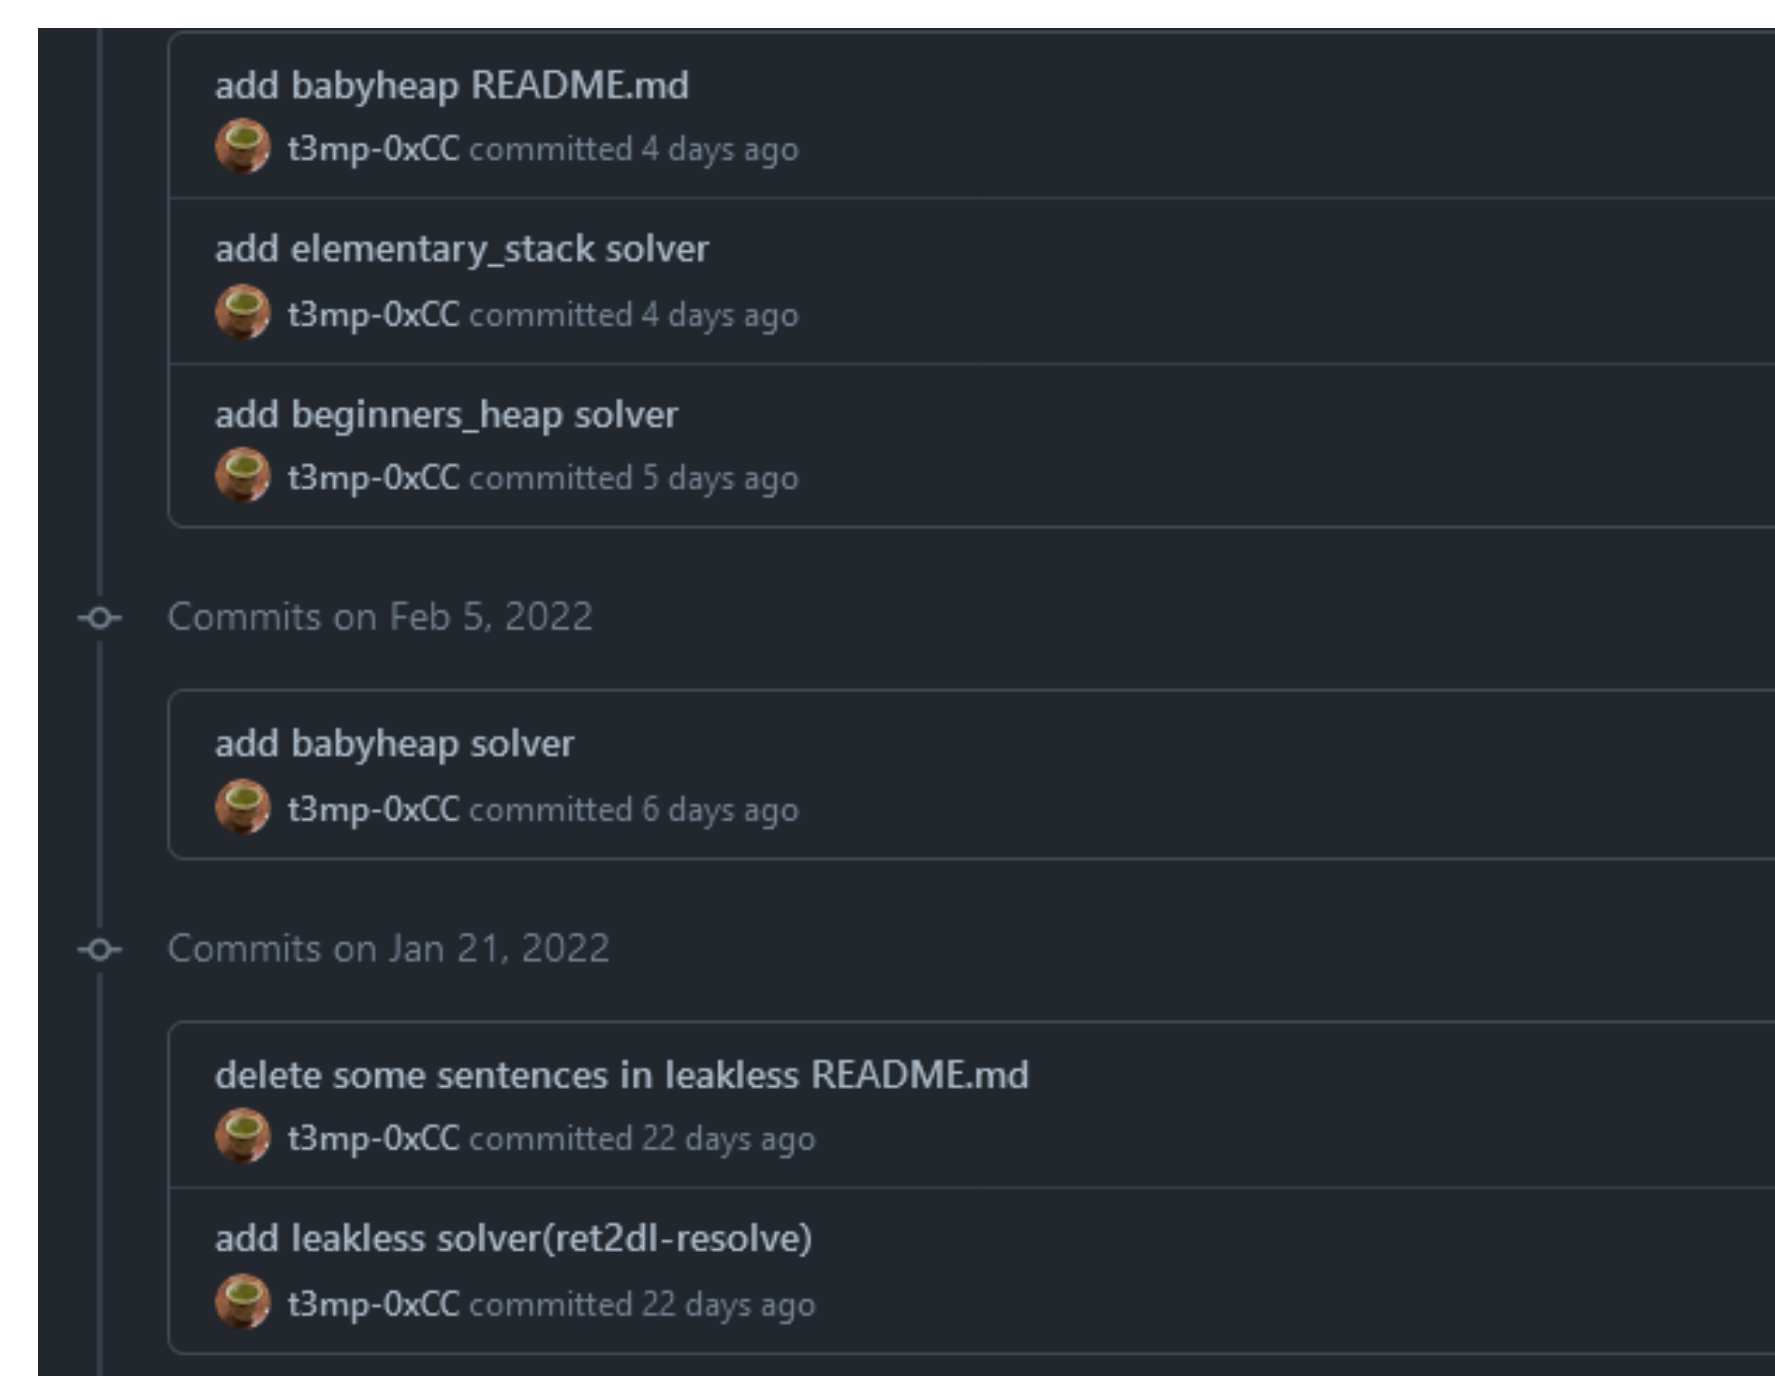 add babyheap README.md
t3mp-0xCC committed 4 days ago
add elementary_stack solver
t3mp-0xCC committed 4 days ago
add beginners_heap solver
t3mp-0xCC committed 5 days ago
Commits on Feb 5, 2022
add babyheap solver
t3mp-0xCC committed 6 days ago
Commits on Jan 21, 2022
delete some sentences in leakless README.md
t3mp-0xCC committed 22 days ago
add leakless solver(ret2dl-resolve)
t3mp-0xCC committed 22 days ago